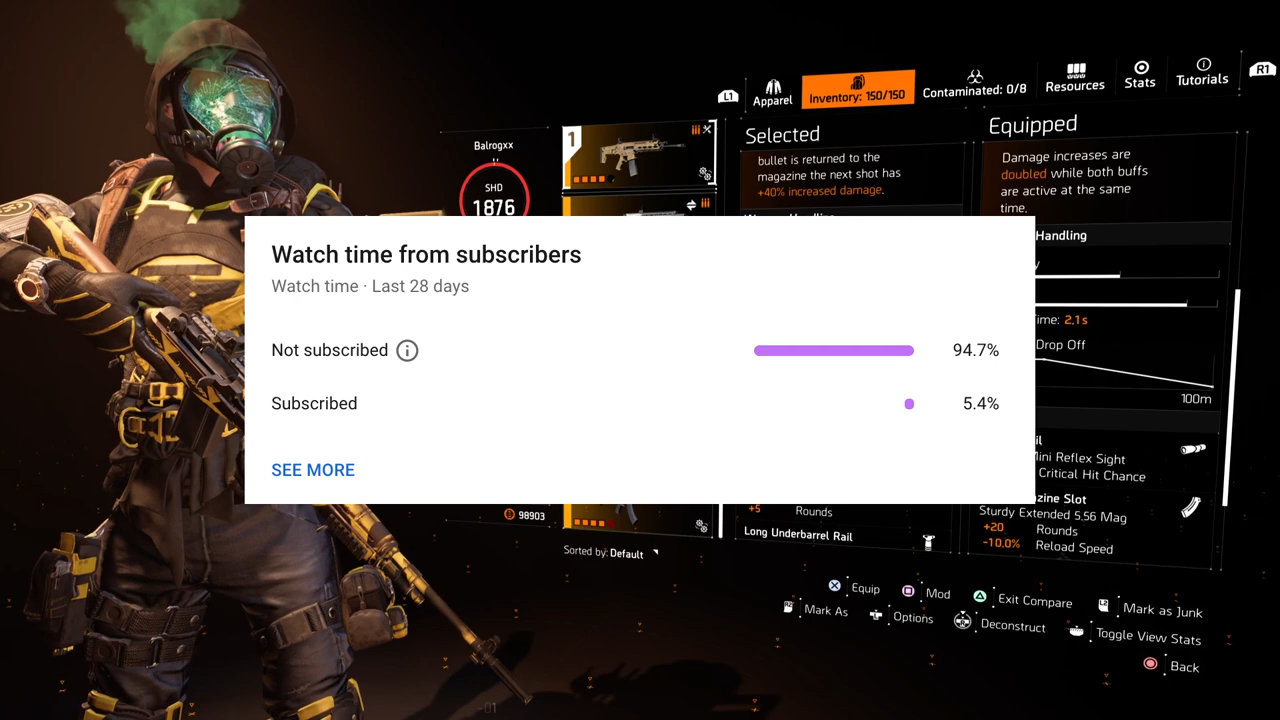 L1
Apparel
Inventory: 150/150
Contaminated: 0/8
Resources
Stats
Tutorials
R1
Balrogxx
SHD
1876
1
Selected
bullet is returned to the
magazine the next shot has
+40% increased damage.
Equipped
Damage increases are
doubled while both buffs
are active at the same
time.
Handling
Time: 2.1s
Drop Off
100m
Mini Reflex Sight
Critical Hit Chance
Sturdy Extended 5.56 Mag
+20 Rounds
-10.0% Reload Speed
Watch time from subscribers
Watch time · Last 28 days
Not subscribed
94.7%
Subscribed
5.4%
SEE MORE
98903
+5 Rounds
Long Underbarrel Rail
Sorted by: Default
Equip
Mod
Exit Compare
L2 Mark as Junk
R2 Mark As
Options
Deconstruct
Toggle View Stats
Back
01